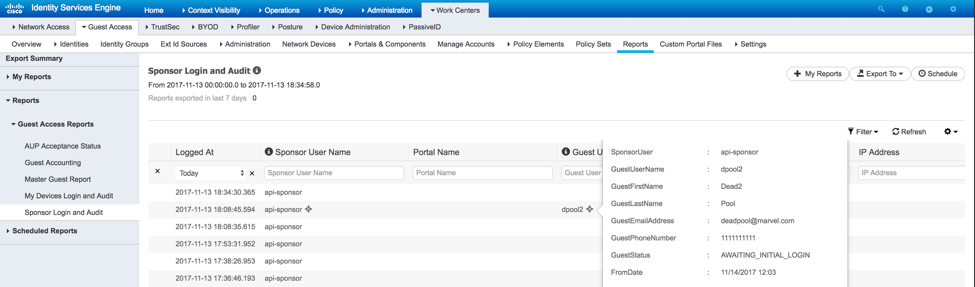 CISCO Identity Services Engine Home Context Visibility Operations Policy Administration Work Centers
Network Access Guest Access TrustSec BYOD Profiler Posture Device Administration PassiveID
Overview Identities Identity Groups Ext Id Sources Administration Network Devices Portals & Components Manage Accounts Policy Elements Policy Sets Reports Custom Portal Files Settings
Export Summary
My Reports
Reports
Guest Access Reports
AUP Acceptance Status
Guest Accounting
Master Guest Report
My Devices Login and Audit
Sponsor Login and Audit
Scheduled Reports
Sponsor Login and Audit
From 2017-11-13 00:00:00.0 to 2017-11-13 18:34:58.0
Reports exported in last 7 days 0
My Reports Export To Schedule
Filter Refresh
Logged At Sponsor User Name Portal Name Guest U IP Address
Today Sponsor User Name Portal Name Guest User IP Address
2017-11-13 18:34:30.365 api-sponsor
2017-11-13 18:08:45.594 api-sponsor dpool2
2017-11-13 18:08:35.615 api-sponsor
2017-11-13 17:53:31.952 api-sponsor
2017-11-13 17:38:26.953 api-sponsor
2017-11-13 17:36:46.193 api-sponsor
SponsorUser : api-sponsor
GuestUserName : dpool2
GuestFirstName : Dead2
GuestLastName : Pool
GuestEmailAddress : deadpool@marvel.com
GuestPhoneNumber : 1111111111
GuestStatus : AWAITING_INITIAL_LOGIN
FromDate : 11/14/2017 12:03